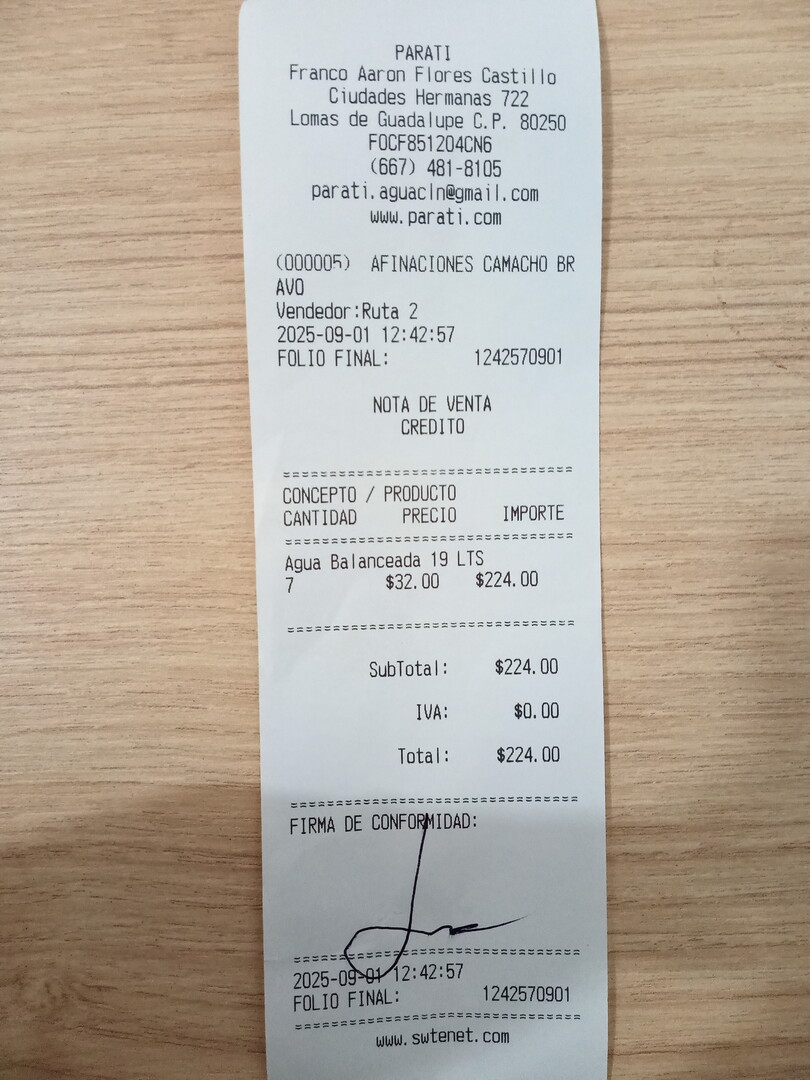 PARATI
Franco Aaron Flores Castillo
Ciudades Hermanas 722
Lomas de Guadalupe C.P. 80250
FOCF851204CN6
(667) 481-8105
parati.aguacln@gmail.com
www.parati.com
(000005) AFINACIONES CAMACHO BR
AVO
Vendedor:Ruta 2
2025-09-01 12:42:57
FOLIO FINAL: 1242570901
NOTA DE VENTA
CREDITO
===============================
CONCEPTO / PRODUCTO
CANTIDAD PRECIO IMPORTE
===============================
Agua Balanceada 19 LTS
7 $32.00 $224.00
===============================
SubTotal: $224.00
IVA: $0.00
Total: $224.00
===============================
FIRMA DE CONFORMIDAD:
===============================
2025-09-01 12:42:57
FOLIO FINAL: 1242570901
===============================
www.swtenet.com